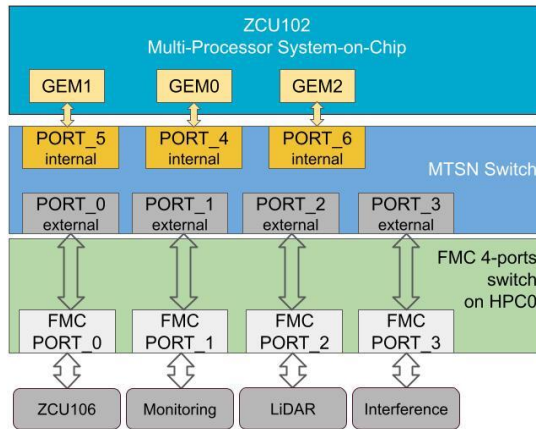 ZCU102
Multi-Processor System-on-Chip
GEM1
GEM0
GEM2
PORT_5
internal
PORT_4
internal
PORT_6
internal
MTSN Switch
PORT_0
external
PORT_1
external
PORT_2
external
PORT_3
external
FMC 4-ports
switch
on HPC0
FMC
PORT_0
FMC
PORT_1
FMC
PORT_2
FMC
PORT_3
ZCU106
Monitoring
LiDAR
Interference